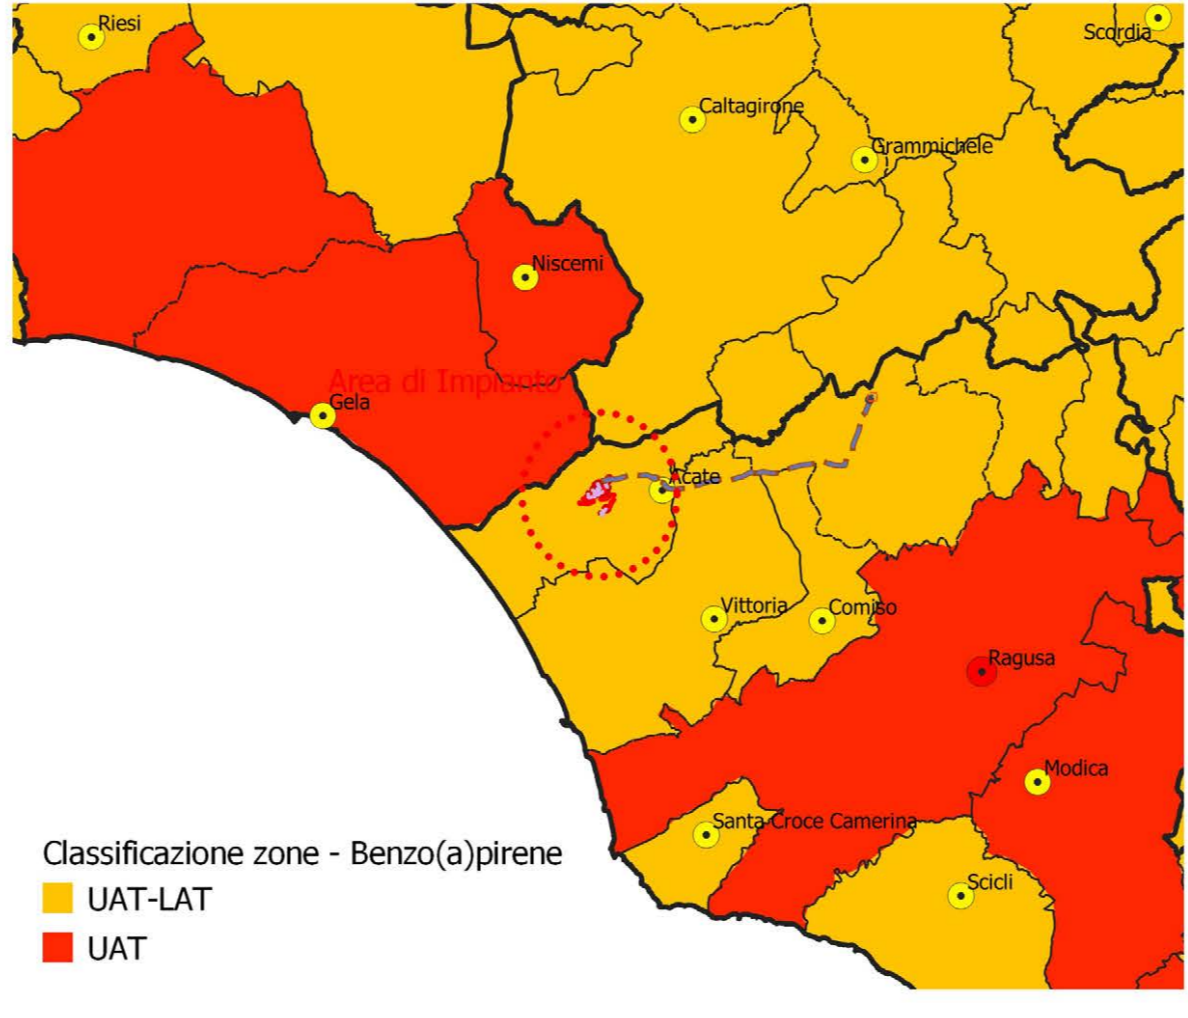 Riesi
Scordia
Caltagirone
Grammichele
Niscemi
Area di Impianto
Gela
Acate
Vittoria
Comiso
Ragusa
Modica
Santa Croce Camerina
Scicli
Classificazione zone - Benzo(a)pirene
UAT-LAT
UAT